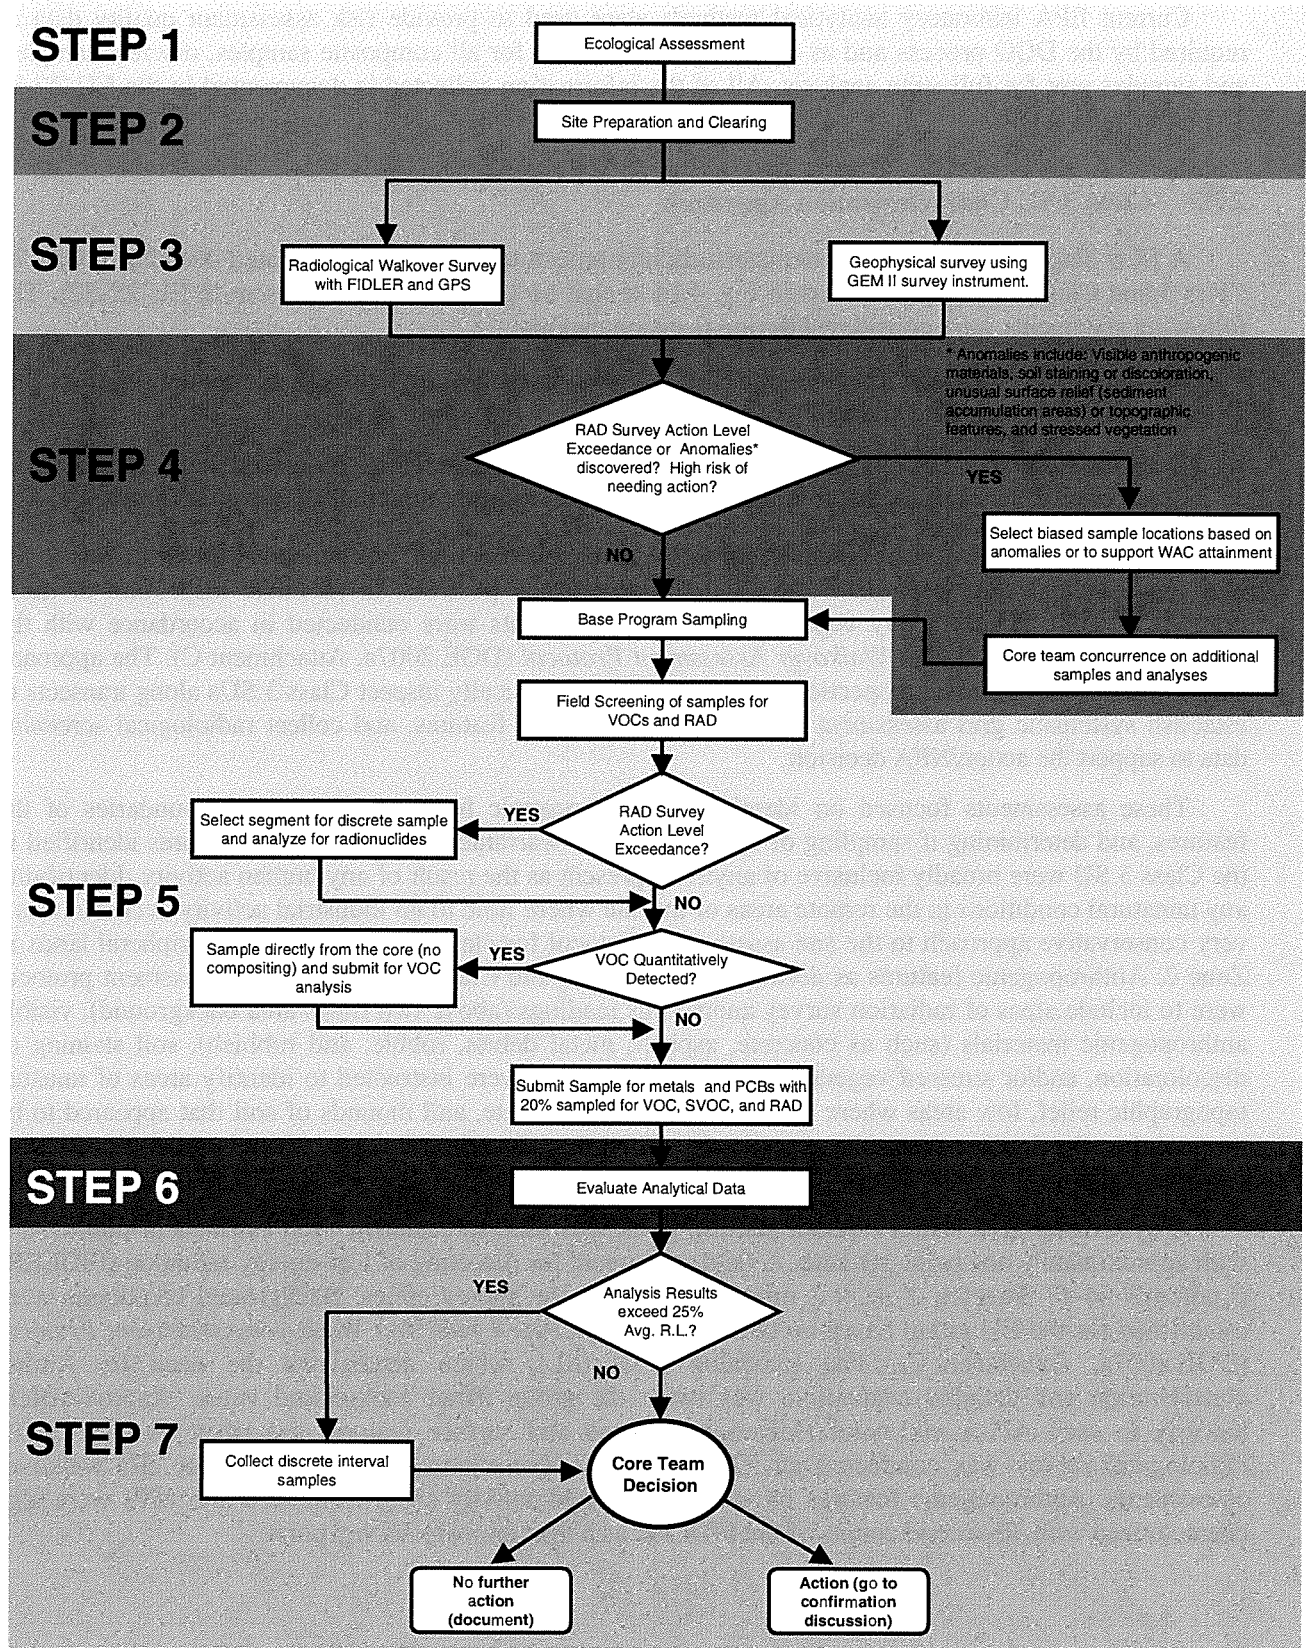 STEP 1
Ecological Assessment
STEP 2
Site Preparation and Clearing
STEP 3
Radiological Walkover Survey
with FIDLER and GPS
Geophysical survey using
GEM II survey instrument.
* Anomalies include: Visible anthropogenic
materials, soil staining or discoloration,
unusual surface relief (sediment
accumulation areas) or topographic
features, and stressed vegetation
STEP 4
RAD Survey Action Level
Exceedance or Anomalies*
discovered? High risk of
needing action?
YES
Select biased sample locations based on
anomalies or to support WAC attainment
NO
Base Program Sampling
Core team concurrence on additional
samples and analyses
Field Screening of samples for
VOCs and RAD
STEP 5
RAD Survey
Action Level
Exceedance?
YES
Select segment for discrete sample
and analyze for radionuclides
NO
VOC Quantitatively
Detected?
YES
Sample directly from the core (no
compositing) and submit for VOC
analysis
NO
Submit Sample for metals and PCBs with
20% sampled for VOC, SVOC, and RAD
STEP 6
Evaluate Analytical Data
STEP 7
Analysis Results
exceed 25%
Avg. R.L.?
YES
NO
Collect discrete interval
samples
Core Team
Decision
No further
action
(document)
Action (go to
confirmation
discussion)